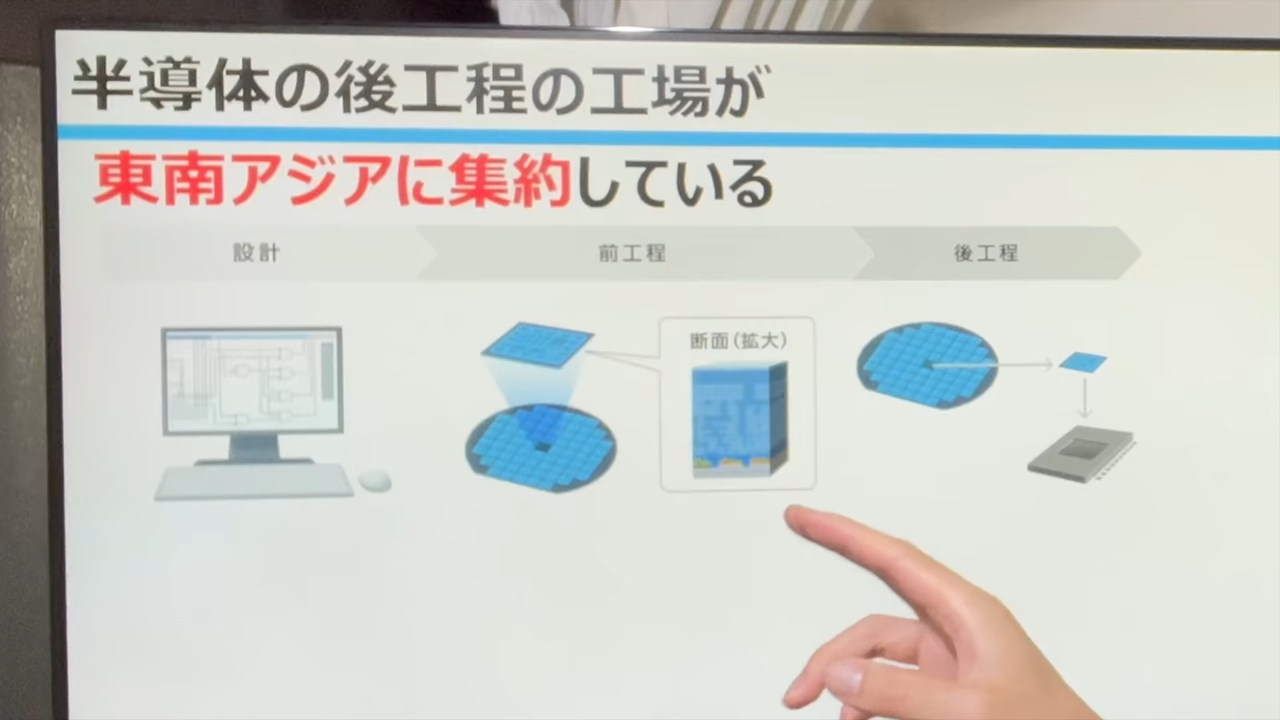 半導体の後工程の工場が
東南アジアに集約している
設計
前工程
後工程
断面(拡大)